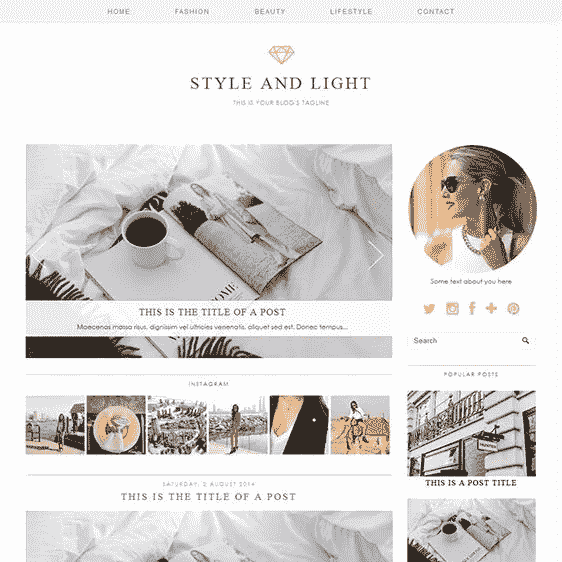 HOME FASHION BEAUTY LIFESTYLE CONTACT
STYLE AND LIGHT
THIS IS YOUR BLOG'S TAGLINE
THIS IS THE TITLE OF A POST
Maecenas massa risus, dignissim vel ultricies venenatis, aliquet sed est. Donec tempus...
Some text about you here
Search
INSTAGRAM
POPULAR POSTS
THIS IS A POST TITLE
SATURDAY, 2 AUGUST 2014
THIS IS THE TITLE OF A POST